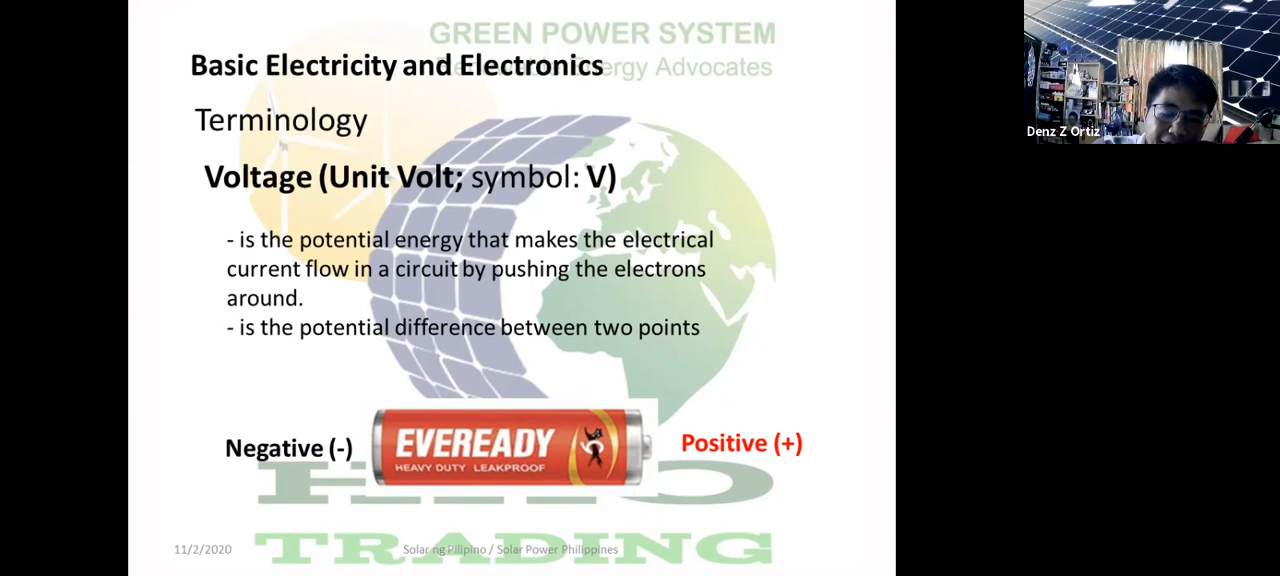 GREEN POWER SYSTEM
Basic Electricity and Electronics
ergy Advocates
Terminology
Denz Z Ortiz
Voltage (Unit Volt; symbol: V)
- is the potential energy that makes the electrical
current flow in a circuit by pushing the electrons
around.
- is the potential difference between two points
Negative (-)
EVEREADY
HEAVY DUTY LEAKPROOF
Positive (+)
TRADING
11/2/2020
Solar ng Pilipino / Solar Power Philippines